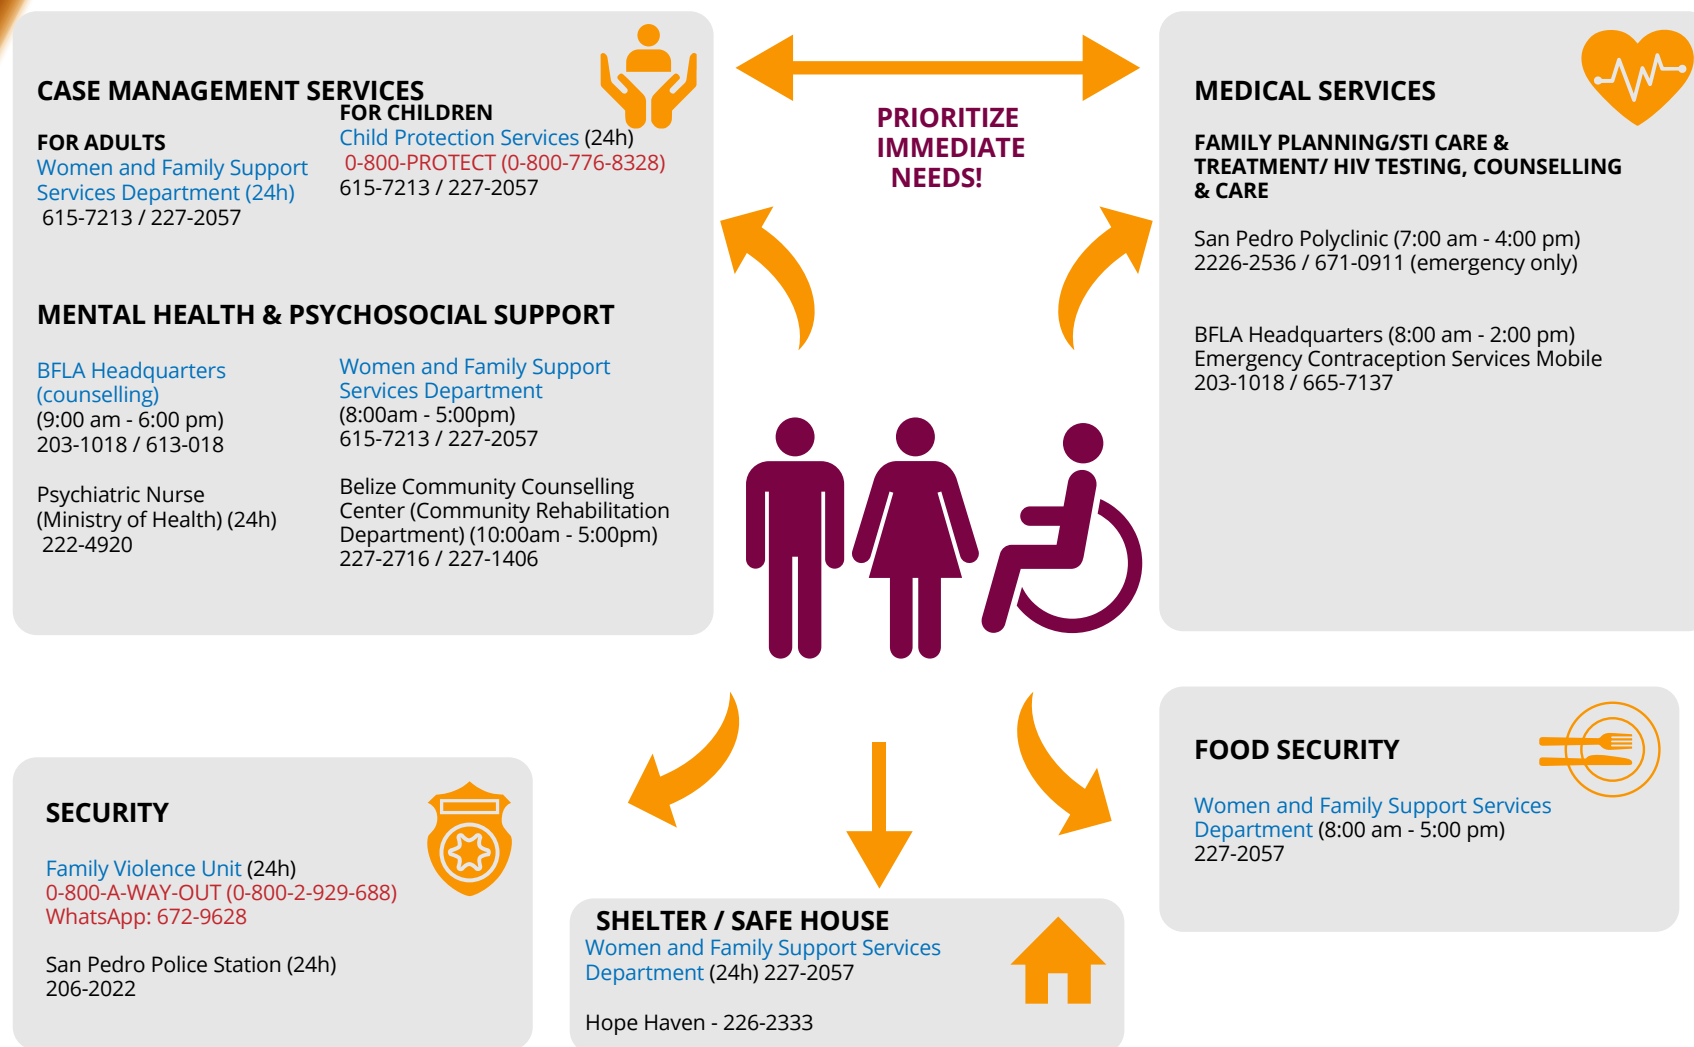 CASE MANAGEMENT SERVICES
FOR ADULTS
Women and Family Support
Services Department (24h)
615-7213 / 227-2057
FOR CHILDREN
Child Protection Services (24h)
0-800-PROTECT (0-800-776-8328)
615-7213 / 227-2057
MENTAL HEALTH & PSYCHOSOCIAL SUPPORT
BFLA Headquarters
(counselling)
(9:00 am - 6:00 pm)
203-1018 / 613-018
Psychiatric Nurse
(Ministry of Health) (24h)
222-4920
Women and Family Support
Services Department
(8:00am - 5:00pm)
615-7213 / 227-2057
Belize Community Counselling
Center (Community Rehabilitation
Department) (10:00am - 5:00pm)
227-2716 / 227-1406
PRIORITIZE
IMMEDIATE
NEEDS!
MEDICAL SERVICES
FAMILY PLANNING/STI CARE &
TREATMENT/ HIV TESTING, COUNSELLING
& CARE
San Pedro Polyclinic (7:00 am - 4:00 pm)
2226-2536 / 671-0911 (emergency only)
BFLA Headquarters (8:00 am - 2:00 pm)
Emergency Contraception Services Mobile
203-1018 / 665-7137
SECURITY
Family Violence Unit (24h)
0-800-A-WAY-OUT (0-800-2-929-688)
WhatsApp: 672-9628
San Pedro Police Station (24h)
206-2022
SHELTER / SAFE HOUSE
Women and Family Support Services
Department (24h) 227-2057
Hope Haven - 226-2333
FOOD SECURITY
Women and Family Support Services
Department (8:00 am - 5:00 pm)
227-2057